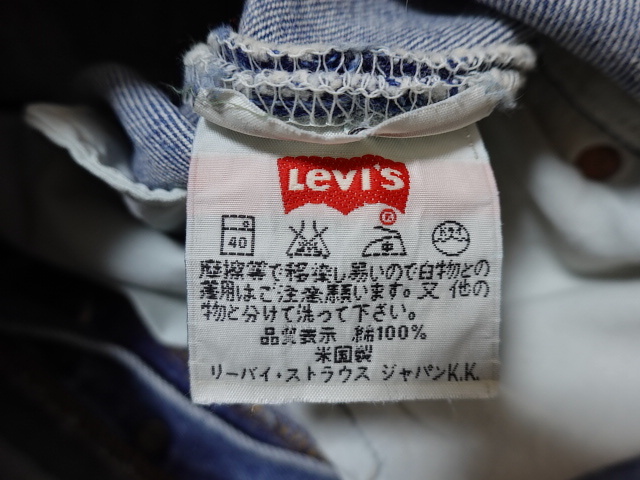 Levi's
®
40
摩擦等で移染し易いので白物との
着用はご注意願います。又 他の
物と分けて洗って下さい。
品質表示 綿100%
米国製
リーバイ・ストラウス ジャパンK.K.